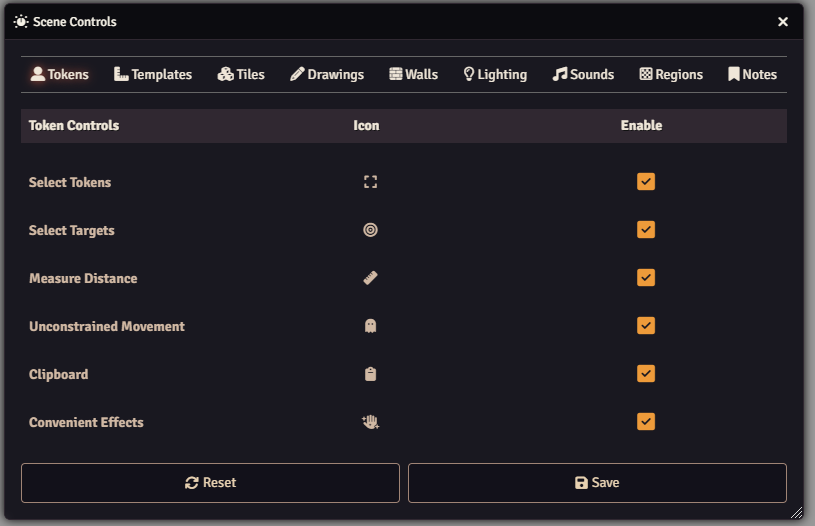 Scene Controls
Tokens Templates Tiles Drawings Walls Lighting Sounds Regions Notes
Token Controls Icon Enable
Select Tokens
Select Targets
Measure Distance
Unconstrained Movement
Clipboard
Convenient Effects
Reset Save